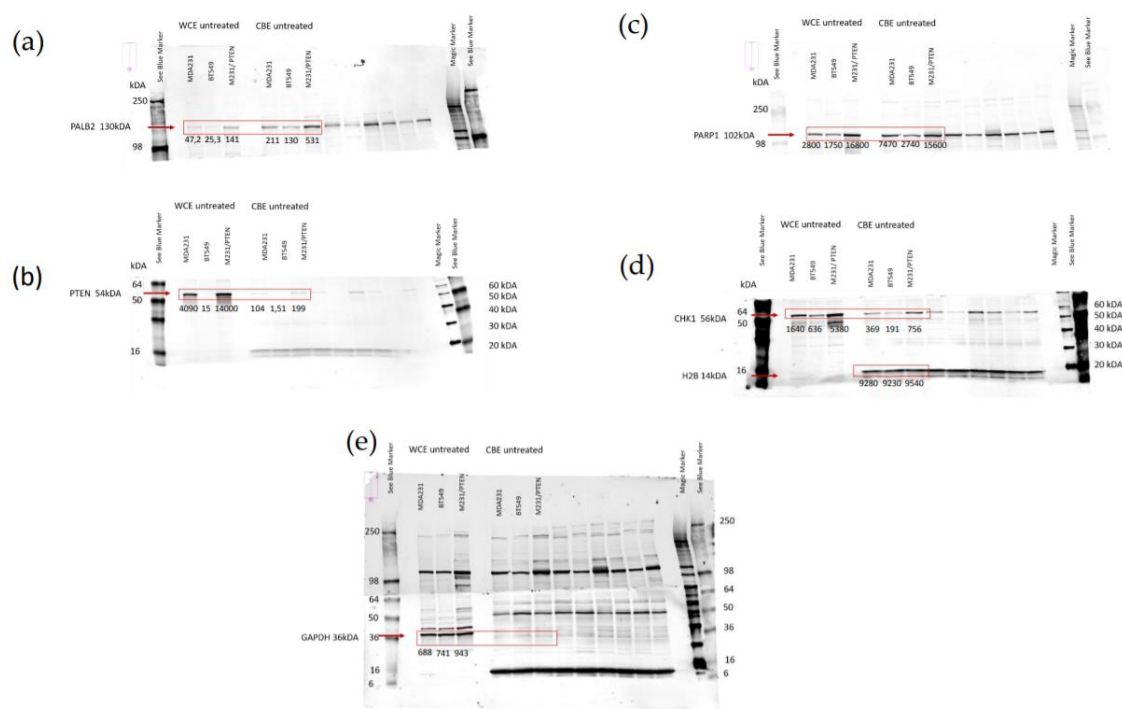 (a)
WCE untreated CBE untreated
See Blue Marker
MDA231
BT549
M231/ PTEN
MDA231
BT549
M231/ PTEN
Magic Marker
See Blue Marker
kDA
250
PALB2 130kDA
98
47,2 25,3 141 211 130 531
(b)
WCE untreated CBE untreated
See Blue Marker
MDA231
BT549
M231/PTEN
MDA231
BT549
M231/PTEN
Magic Marker
See Blue Marker
kDA
64
PTEN 54kDA
50
16
4090 15 14000 104 1,51 199
60 kDA
50 kDA
40 kDA
30 kDA
20 kDA
(c)
WCE untreated CBE untreated
See Blue Marker
MDA231
BT549
M231/ PTEN
MDA231
BT549
M231/PTEN
Magic Marker
See Blue Marker
kDA
250
PARP1 102kDA
98
2800 1750 16800 7470 2740 15600
(d)
WCE untreated CBE untreated
See Blue Marker
MDA231
BT549
M231/ PTEN
MDA231
BT549
M231/PTEN
Magic Marker
See Blue Marker
kDA
64
CHK1 56kDA
50
1640 636 5380 369 191 756
16
H2B 14kDA
9280 9230 9540
60 kDA
50 kDA
40 kDA
30 kDA
20 kDA
(e)
WCE untreated CBE untreated
See Blue Marker
MDA231
BT549
M231/PTEN
MDA231
BT549
M231/PTEN
Magic Marker
See Blue Marker
kDA
250
98
64
50
GAPDH 36kDA
36
688 741 943
16
6
250
98
64
50
36
16
6